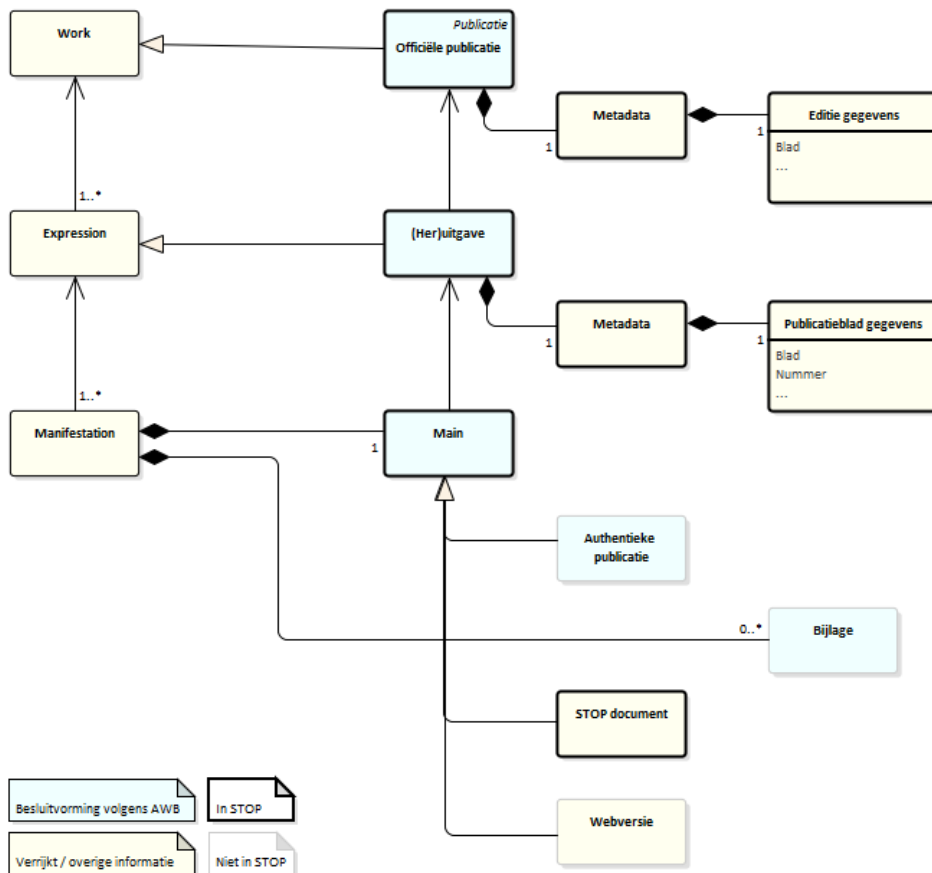 Publicatie
Work
Officiële publicatie
Metadata
1
Editie gegevens
1
Blad
...
1..*
Expression
(Her)uitgave
Metadata
1
Publicatieblad gegevens
1
Blad
Nummer
...
1..*
Manifestation
1
Main
Authentieke
publicatie
0..*
Bijlage
STOP document
Webversie
Besluitvorming volgens AWB
In STOP
Verrijkt / overige informatie
Niet in STOP